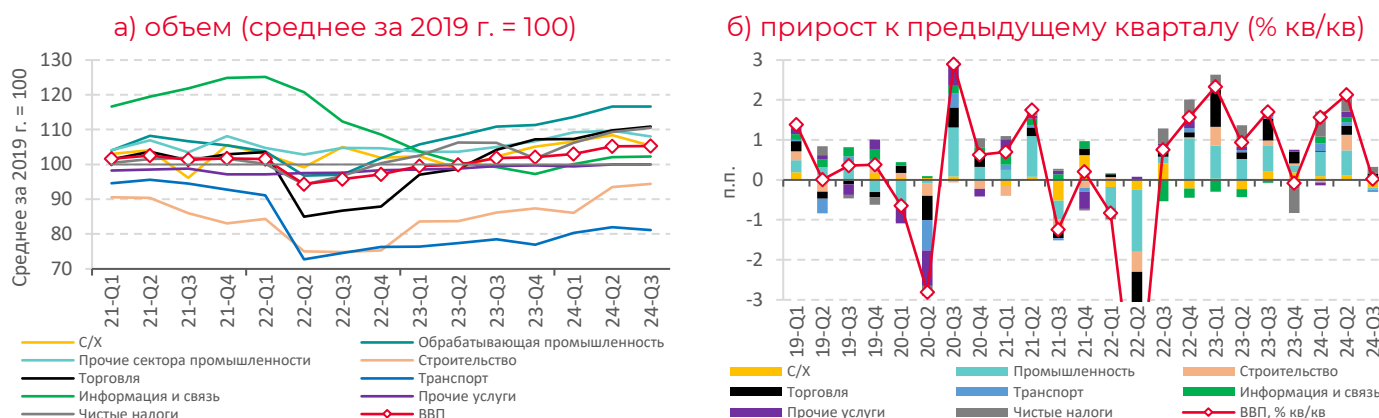 а) объем (среднее за 2019 г. = 100)
Среднее за 2019 г. = 100
130
120
110
100
90
80
70
21-Q1
21-Q2
21-Q3
21-Q4
22-Q1
22-Q2
22-Q3
22-Q4
23-Q1
23-Q2
23-Q3
23-Q4
24-Q1
24-Q2
24-Q3
С/Х
Обрабатывающая промышленность
Прочие сектора промышленности
Строительство
Торговля
Транспорт
Информация и связь
Прочие услуги
Чистые налоги
ВВП
б) прирост к предыдущему кварталу (% кв/кв)
п.п.
3
2
1
0
-1
-2
-3
19-Q1
19-Q2
19-Q3
19-Q4
20-Q1
20-Q2
20-Q3
20-Q4
21-Q1
21-Q2
21-Q3
21-Q4
22-Q1
22-Q2
22-Q3
22-Q4
23-Q1
23-Q2
23-Q3
23-Q4
24-Q1
24-Q2
24-Q3
С/Х
Промышленность
Строительство
Торговля
Транспорт
Информация и связь
Прочие услуги
Чистые налоги
ВВП, % кв/кв